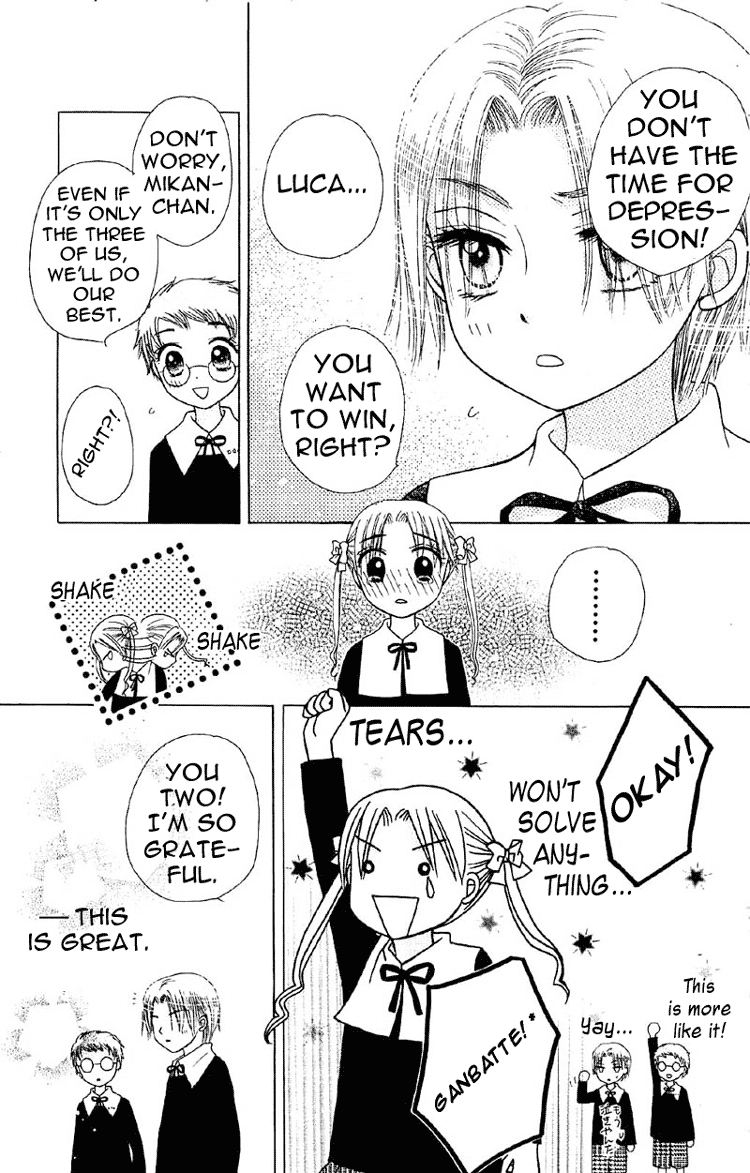 YOU
DON'T
HAVE THE
TIME FOR
DEPRES-
SION!
LUCA...
YOU
WANT
TO WIN,
RIGHT?
DON'T
WORRY,
MIKAN-
CHAN.
EVEN IF
IT'S ONLY
THE THREE
OF US,
WE'LL DO
OUR
BEST.
RIGHT?!
........
SHAKE
SHAKE
OKAY!
TEARS...
WON'T
SOLVE
ANY-
THING...
GANBATTE!*
This
is more
like it!
Yay...
YOU
TWO!
I'M SO
GRATE-
FUL.
— THIS
IS GREAT.